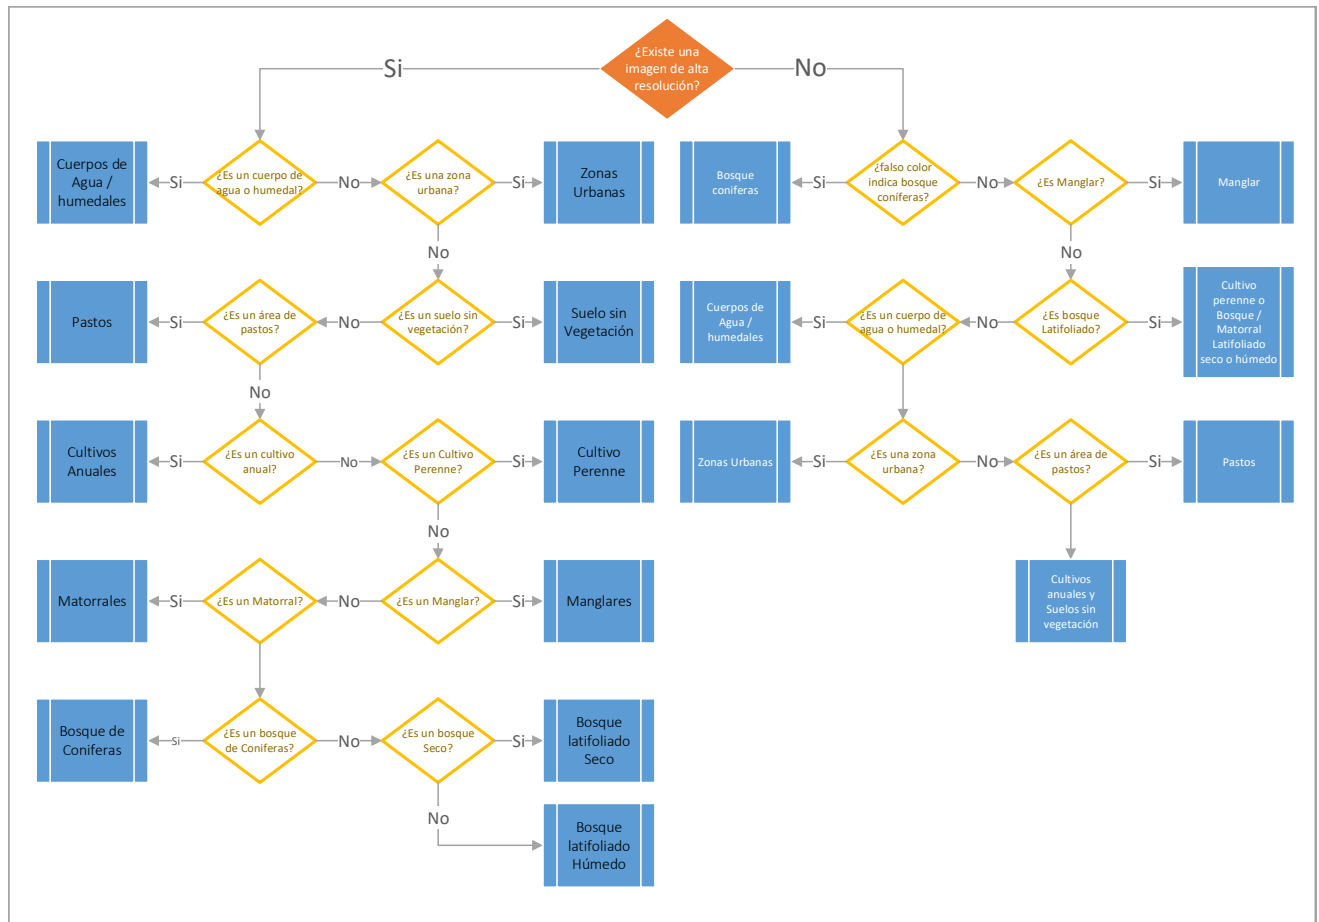 ¿Existe una
imagen de alta
resolución?
Si
No
Cuerpos de
Agua /
humedales
Si
¿Es un cuerpo de
agua o humedal?
No
¿Es una zona
urbana?
Si
Zonas
Urbanas
No
Pastos
Si
¿Es un área de
pastos?
No
¿Es un suelo sin
vegetación?
Si
Suelo sin
Vegetación
No
Cultivos
Anuales
Si
¿Es un cultivo
anual?
No
¿Es un Cultivo
Perenne?
Si
Cultivo
Perenne
No
Matorrales
Si
¿Es un Matorral?
No
¿Es un Manglar?
Si
Manglares
Bosque de
Coniferas
Si
¿Es un bosque
de Coniferas?
No
¿Es un bosque
Seco?
Si
Bosque
latifoliado
Seco
No
Bosque
latifoliado
Húmedo
Bosque
coniferas
Si
¿falso color
indica bosque
coníferas?
No
¿Es Manglar?
Si
Manglar
No
Cuerpos de
Agua /
humedales
¿Es un cuerpo de
agua o humedal?
No
¿Es bosque
Latifoliado?
Cultivo
perenne o
Bosque /
Matorral
Latifoliado
seco o húmedo
Zonas Urbanas
Si
¿Es una zona
urbana?
No
¿Es un área de
pastos?
Si
Pastos
Cultivos
anuales y
Suelos sin
vegetación